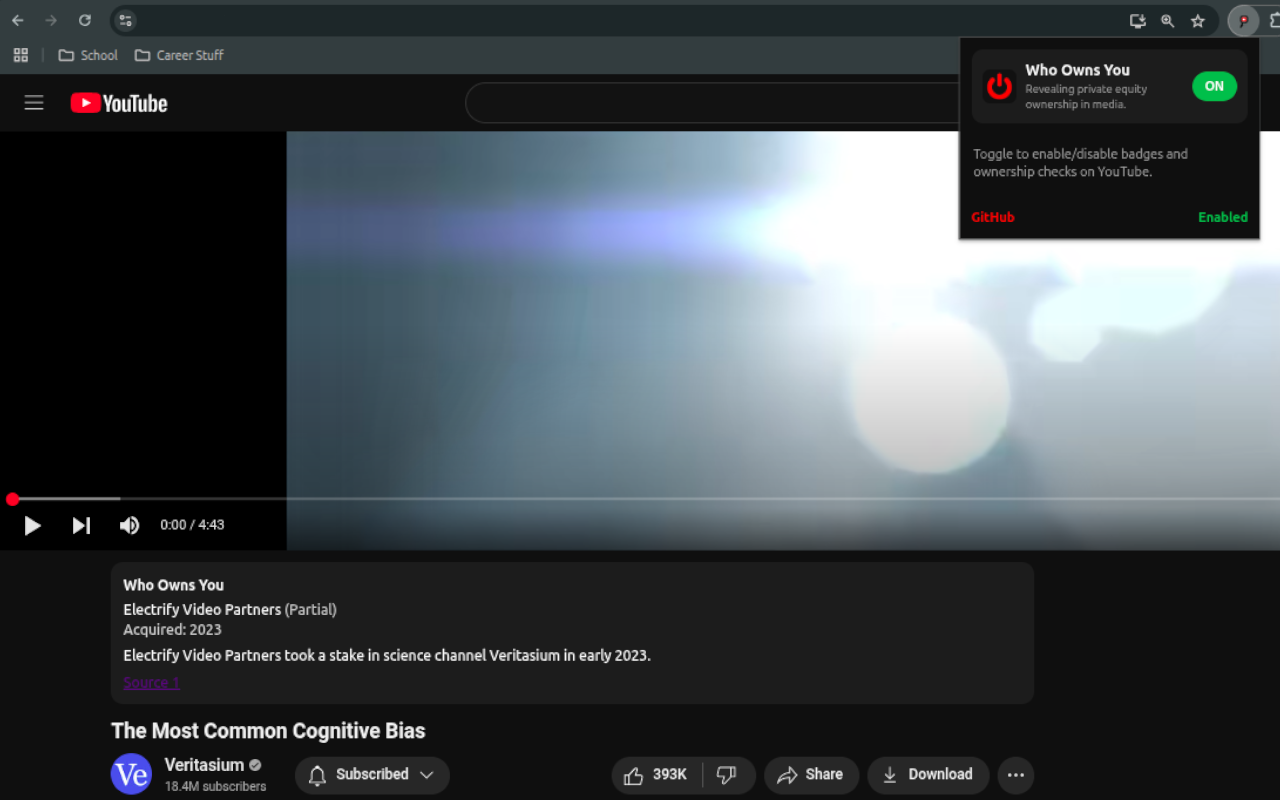 School
Career Stuff
YouTube
Who Owns You
Revealing private equity
ownership in media.
ON
Toggle to enable/disable badges and
ownership checks on YouTube.
GitHub
Enabled
0:00 / 4:43
Who Owns You
Electrify Video Partners (Partial)
Acquired: 2023
Electrify Video Partners took a stake in science channel Veritasium in early 2023.
Source 1
The Most Common Cognitive Bias
Ve
Veritasium
18.4M subscribers
Subscribed
393K
Share
Download